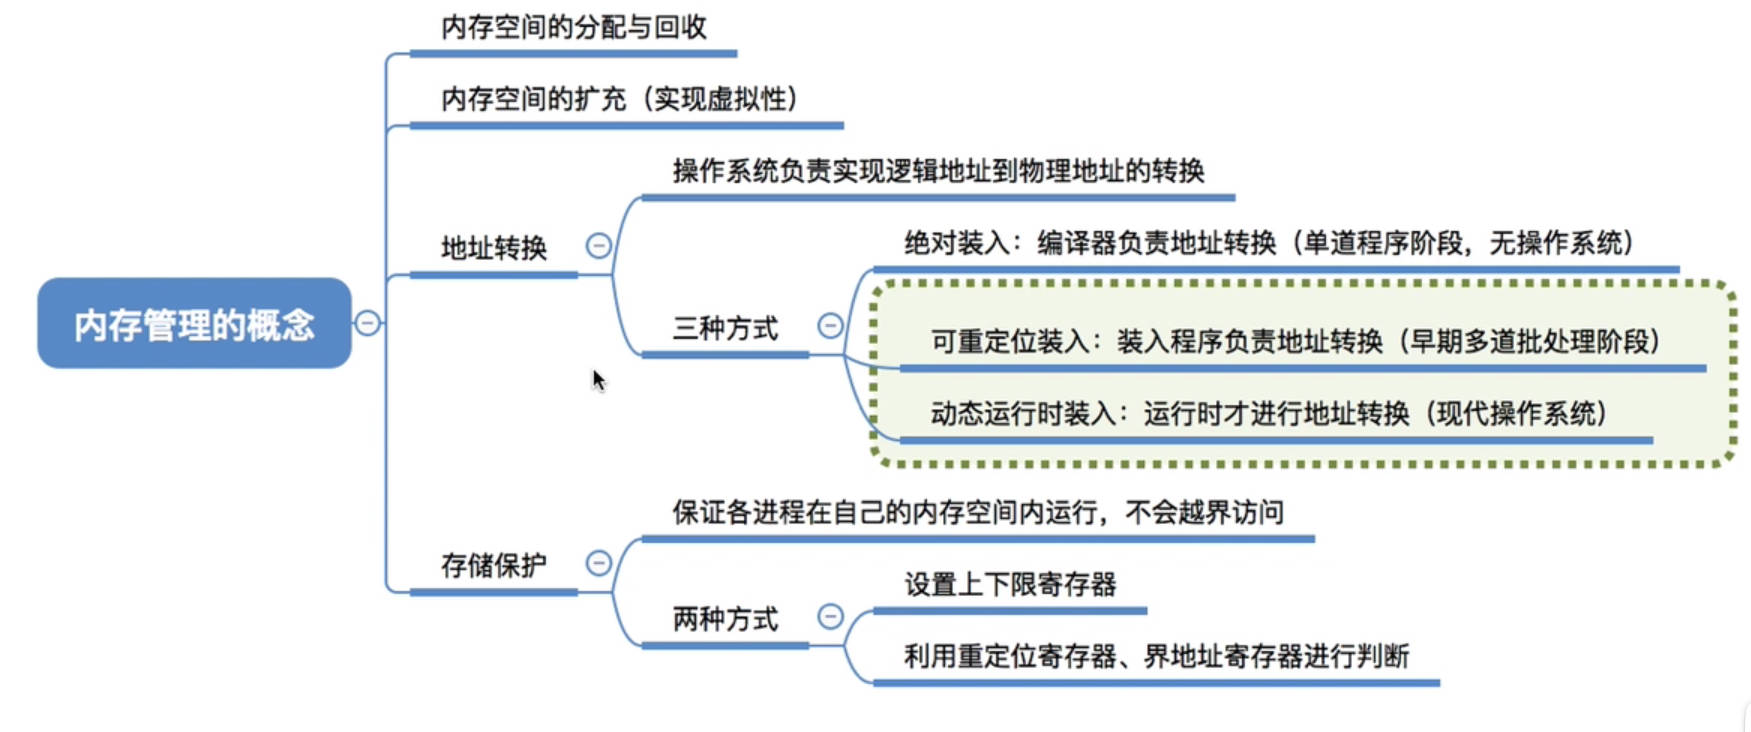 内存空间的分配与回收
内存空间的扩充（实现虚拟性）
操作系统负责实现逻辑地址到物理地址的转换
绝对装入：编译器负责地址转换（单道程序阶段，无操作系统）
地址转换
三种方式
可重定位装入：装入程序负责地址转换（早期多道批处理阶段）
动态运行时装入：运行时才进行地址转换（现代操作系统）
内存管理的概念
保证各进程在自己的内存空间内运行，不会越界访问
存储保护
设置上下限寄存器
两种方式
利用重定位寄存器、界地址寄存器进行判断